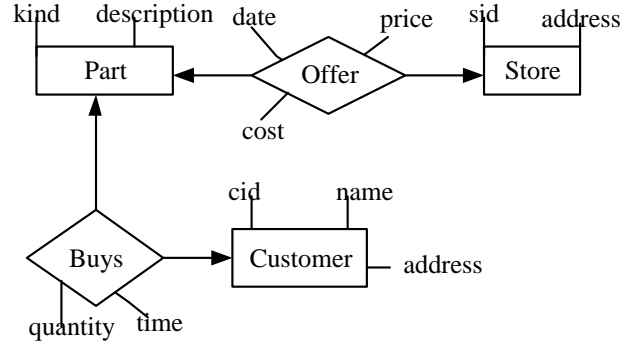 kind description date price sid address
Part Offer Store
cost
cid name
Buys Customer address
quantity time